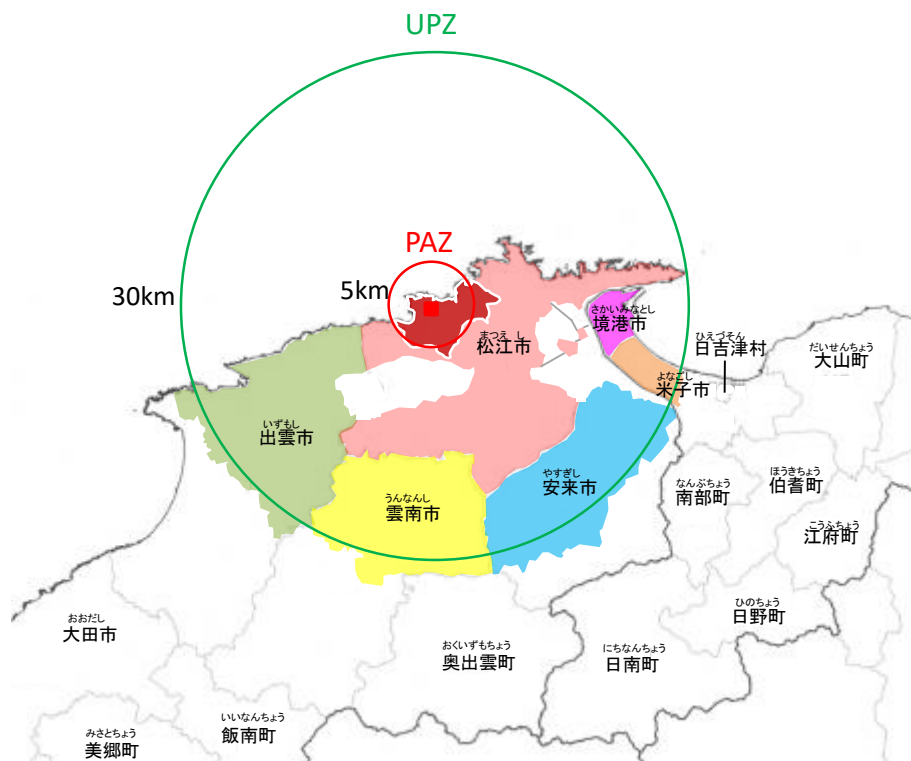 UPZ
PAZ
30km
5km
さかいみなとし
境港市
ひえづそん
日吉津村
だいせんちょう
大山町
まつえ し
松江市
よなごし
米子市
いずもし
出雲市
やすぎし
安来市
なんぶちょう
南部町
ほうきちょう
伯耆町
うんなんし
雲南市
こうふちょう
江府町
おおだし
大田市
ひのちょう
日野町
おくいずもちょう
奥出雲町
にちなんちょう
日南町
みさとちょう
美郷町
いいなんちょう
飯南町